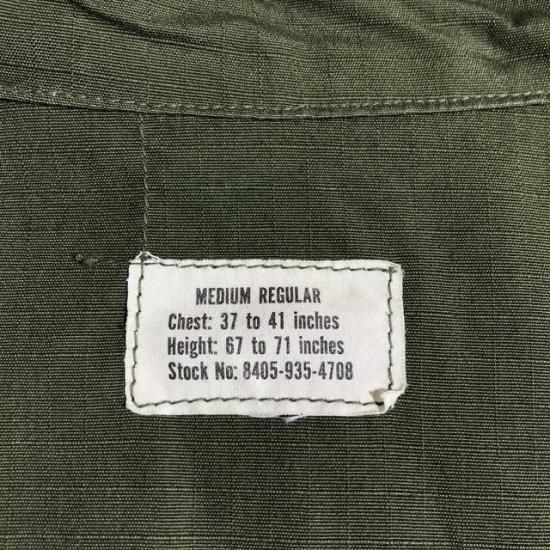 MEDIUM REGULAR
Chest: 37 to 41 inches
Height: 67 to 71 inches
Stock No: 8405-935-4708